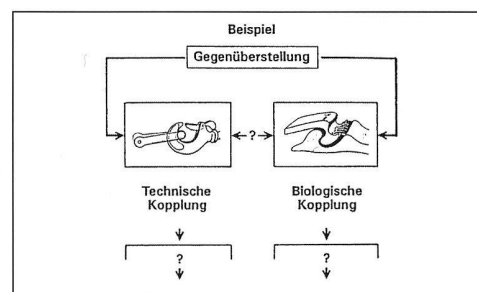 Beispiel
Gegenüberstellung
?
Technische
Kopplung
Biologische
Kopplung
?
?